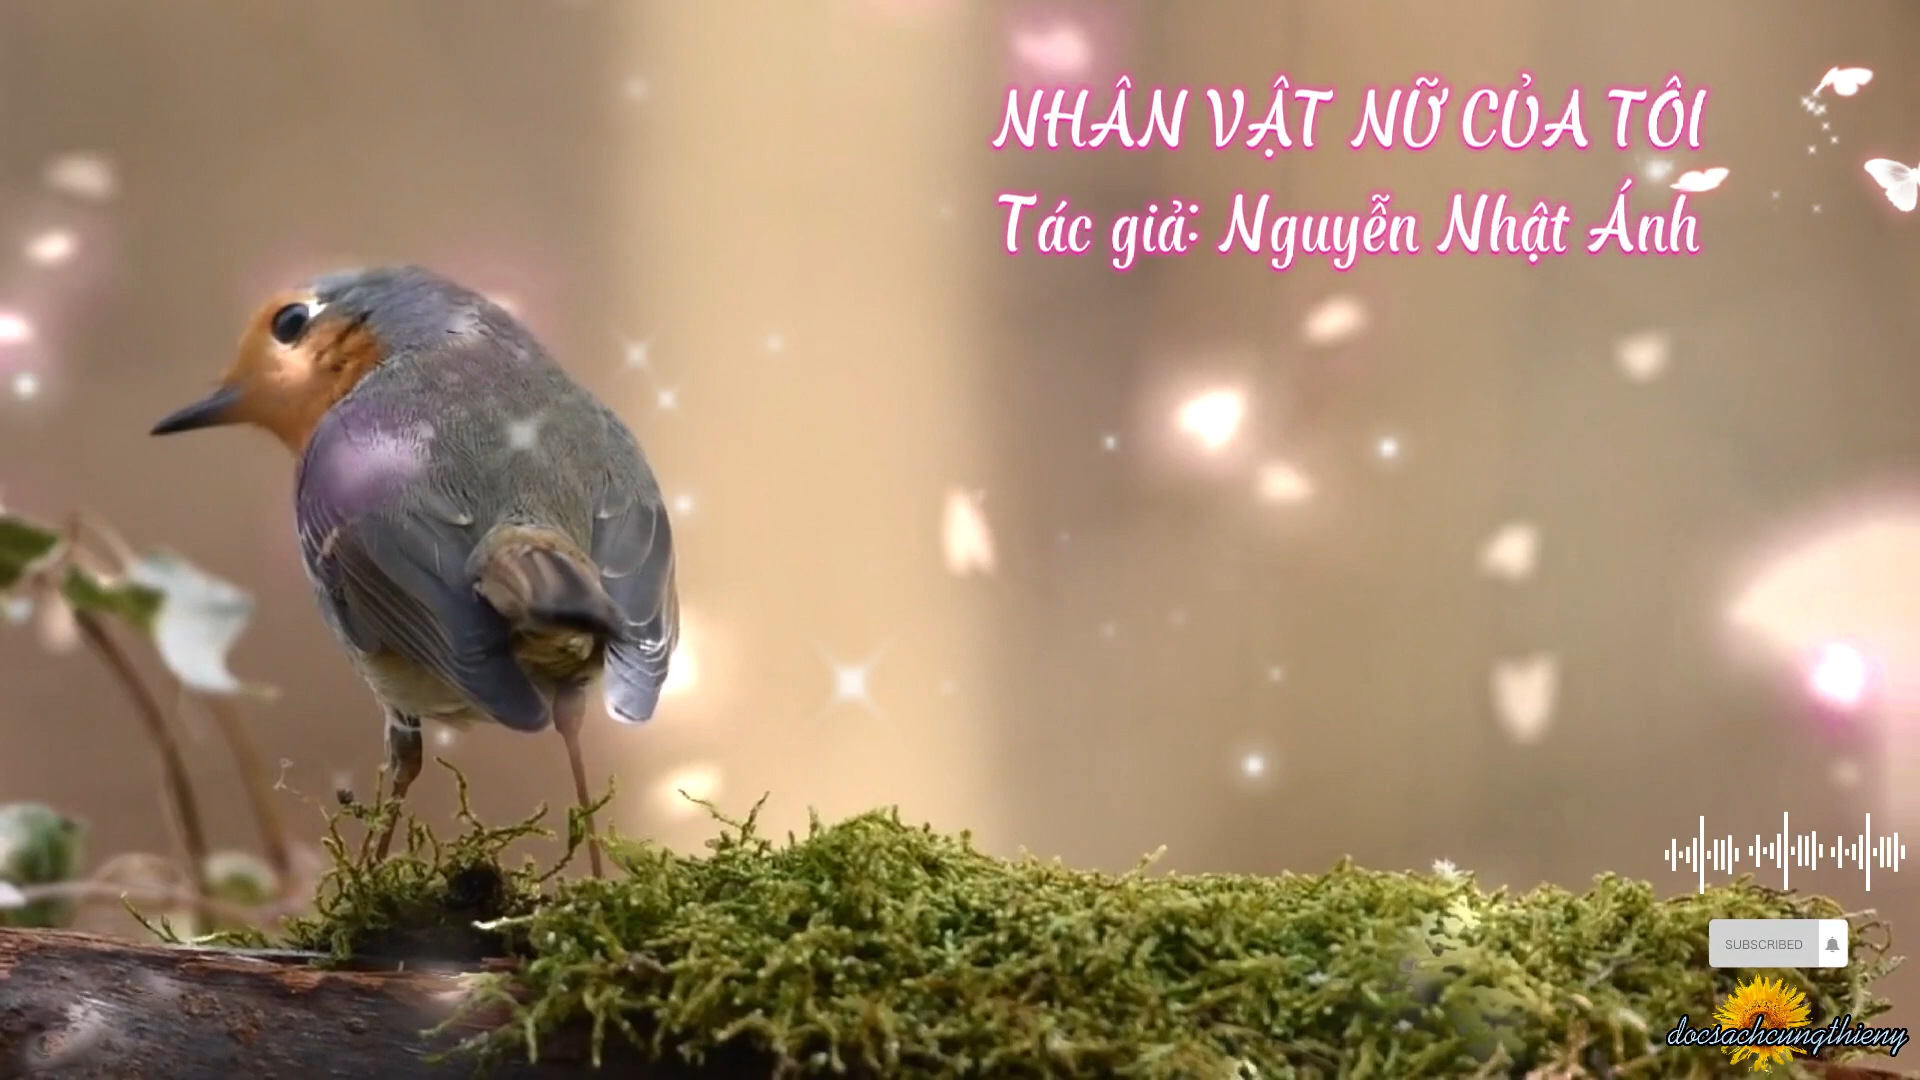 NHÂN VẬT NỮ CỦA TÔI
Tác giả: Nguyễn Nhật Ánh
SUBSCRIBED
docsachcungthieny